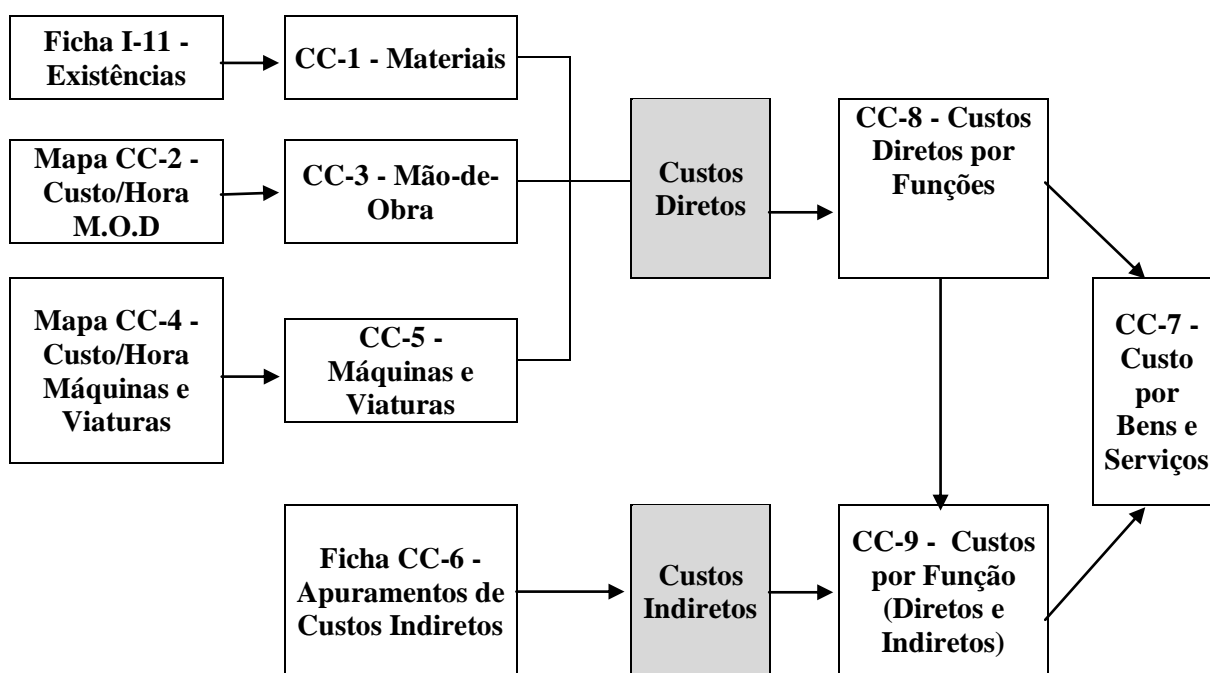 Ficha I-11 -
Existências
CC-1 - Materiais
Mapa CC-2 -
Custo/Hora
M.O.D
CC-3 - Mão-de-
Obra
Custos
Diretos
CC-8 - Custos
Diretos por
Funções
Mapa CC-4 -
Custo/Hora
Máquinas e
Viaturas
CC-5 -
Máquinas e
Viaturas
CC-7 -
Custo
por
Bens e
Serviços
Ficha CC-6 -
Apuramentos de
Custos Indiretos
Custos
Indiretos
CC-9 - Custos
por Função
(Diretos e
Indiretos)